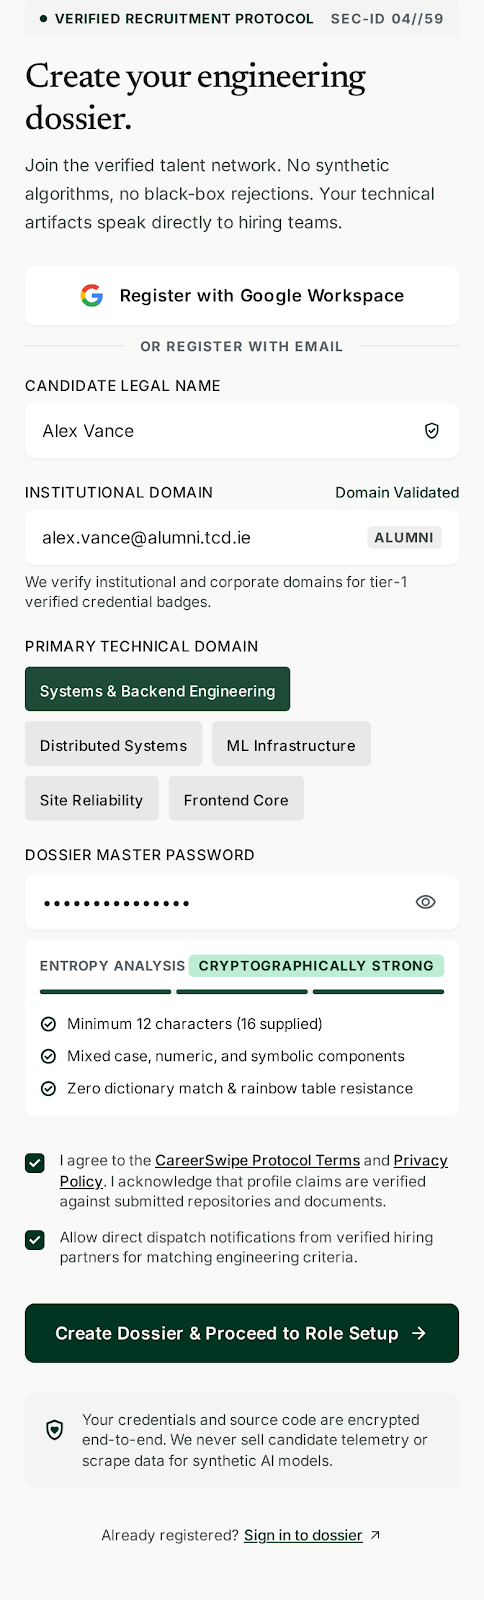 VERIFIED RECRUITMENT PROTOCOL SEC-ID 04//59
Create your engineering
dossier.
Join the verified talent network. No synthetic
algorithms, no black-box rejections. Your technical
artifacts speak directly to hiring teams.
Register with Google Workspace
OR REGISTER WITH EMAIL
CANDIDATE LEGAL NAME
Alex Vance
INSTITUTIONAL DOMAIN Domain Validated
alex.vance@alumni.tcd.ie ALUMNI
We verify institutional and corporate domains for tier-1
verified credential badges.
PRIMARY TECHNICAL DOMAIN
Systems & Backend Engineering
Distributed Systems ML Infrastructure
Site Reliability Frontend Core
DOSSIER MASTER PASSWORD
•••••••••••••••
ENTROPY ANALYSIS CRYPTOGRAPHICALLY STRONG
Minimum 12 characters (16 supplied)
Mixed case, numeric, and symbolic components
Zero dictionary match & rainbow table resistance
I agree to the CareerSwipe Protocol Terms and Privacy
Policy. I acknowledge that profile claims are verified
against submitted repositories and documents.
Allow direct dispatch notifications from verified hiring
partners for matching engineering criteria.
Create Dossier & Proceed to Role Setup →
Your credentials and source code are encrypted
end-to-end. We never sell candidate telemetry or
scrape data for synthetic AI models.
Already registered? Sign in to dossier ↗